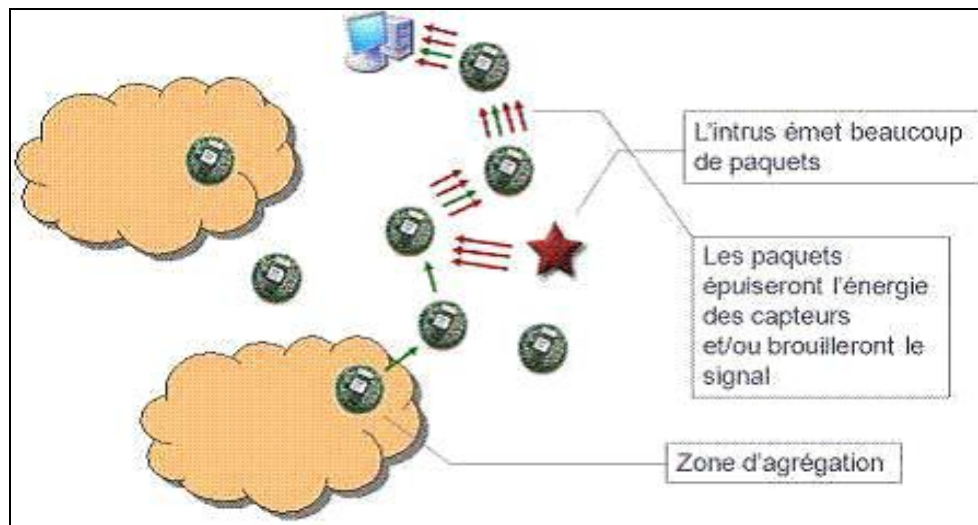 L'intrus émet beaucoup
de paquets
Les paquets
épuiseront l'énergie
des capteurs
et/ou brouilleront le
signal
Zone d'agrégation